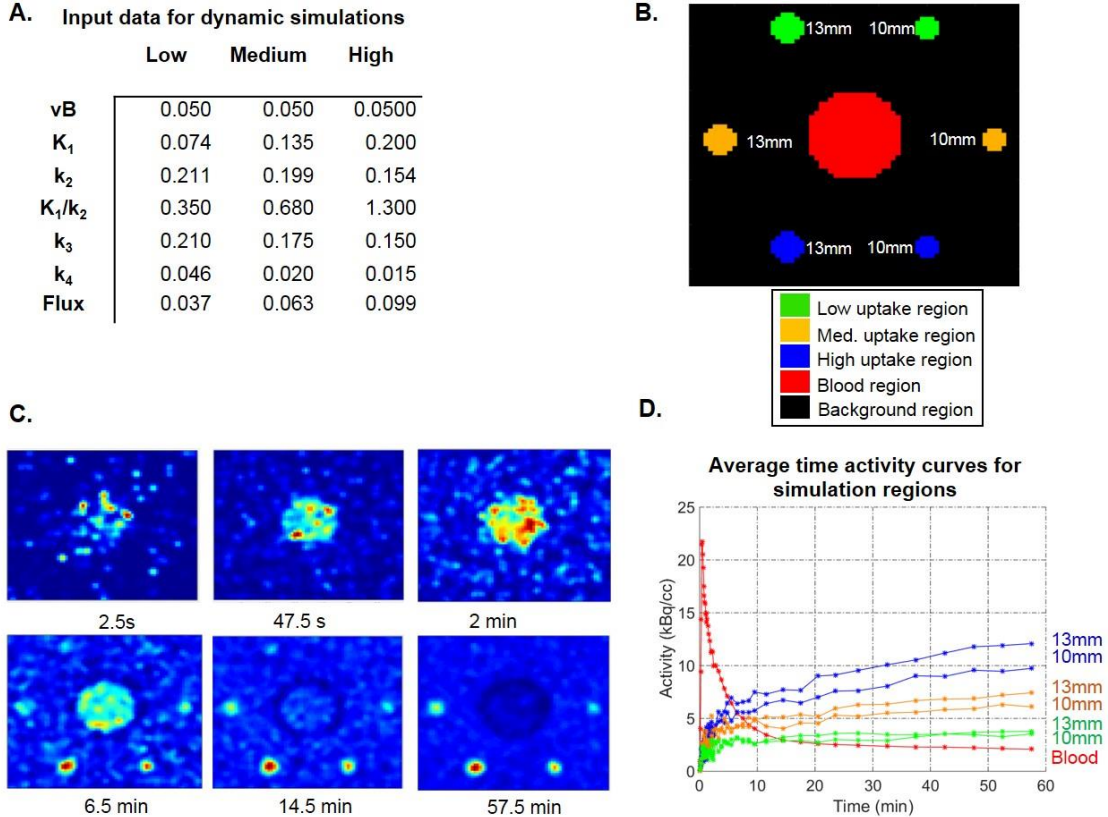 A.
Input data for dynamic simulations
Low Medium High
vB 0.050 0.050 0.0500
K1 0.074 0.135 0.200
k2 0.211 0.199 0.154
K1/k2 0.350 0.680 1.300
k3 0.210 0.175 0.150
k4 0.046 0.020 0.015
Flux 0.037 0.063 0.099
B.
13mm 10mm
13mm 10mm
13mm 10mm
Low uptake region
Med. uptake region
High uptake region
Blood region
Background region
C.
2.5s 47.5 s 2 min
6.5 min 14.5 min 57.5 min
D.
Average time activity curves for
simulation regions
Activity (kBq/cc)
25
20
15
10
5
0
0 10 20 30 40 50 60
Time (min)
13mm
10mm
13mm
10mm
13mm
10mm
Blood